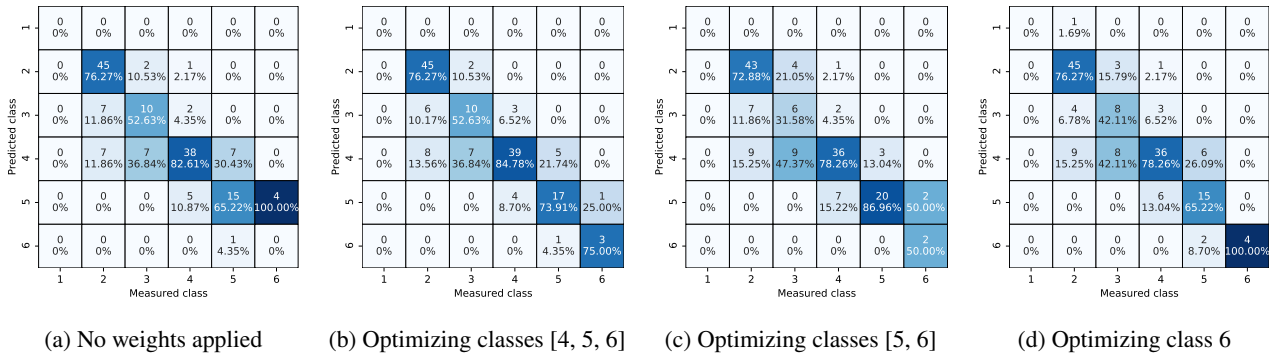 Predicted class
1
2
3
4
5
6
0 0 0 0 0 0
0% 0% 0% 0% 0% 0%
0 45 2 1 0 0
0% 76.27% 10.53% 2.17% 0% 0%
0 7 10 2 0 0
0% 11.86% 52.63% 4.35% 0% 0%
0 7 7 38 7 0
0% 11.86% 36.84% 82.61% 30.43% 0%
0 0 0 5 15 4
0% 0% 0% 10.87% 65.22% 100.00%
0 0 0 0 1 0
0% 0% 0% 0% 4.35% 0%
1 2 3 4 5 6
Measured class
(a) No weights applied
Predicted class
1
2
3
4
5
6
0 0 0 0 0 0
0% 0% 0% 0% 0% 0%
0 45 2 0 0 0
0% 76.27% 10.53% 0% 0% 0%
0 6 10 3 0 0
0% 10.17% 52.63% 6.52% 0% 0%
0 8 7 39 5 0
0% 13.56% 36.84% 84.78% 21.74% 0%
0 0 0 4 17 1
0% 0% 0% 8.70% 73.91% 25.00%
0 0 0 0 1 3
0% 0% 0% 0% 4.35% 75.00%
1 2 3 4 5 6
Measured class
(b) Optimizing classes [4, 5, 6]
Predicted class
1
2
3
4
5
6
0 0 0 0 0 0
0% 0% 0% 0% 0% 0%
0 43 4 1 0 0
0% 72.88% 21.05% 2.17% 0% 0%
0 7 6 2 0 0
0% 11.86% 31.58% 4.35% 0% 0%
0 9 9 36 3 0
0% 15.25% 47.37% 78.26% 13.04% 0%
0 0 0 7 20 2
0% 0% 0% 15.22% 86.96% 50.00%
0 0 0 0 0 2
0% 0% 0% 0% 0% 50.00%
1 2 3 4 5 6
Measured class
(c) Optimizing classes [5, 6]
Predicted class
1
2
3
4
5
6
0 1 0 0 0 0
0% 1.69% 0% 0% 0% 0%
0 45 3 1 0 0
0% 76.27% 15.79% 2.17% 0% 0%
0 4 8 3 0 0
0% 6.78% 42.11% 6.52% 0% 0%
0 9 8 36 6 0
0% 15.25% 42.11% 78.26% 26.09% 0%
0 0 0 6 15 0
0% 0% 0% 13.04% 65.22% 0%
0 0 0 0 2 4
0% 0% 0% 0% 8.70% 100.00%
1 2 3 4 5 6
Measured class
(d) Optimizing class 6